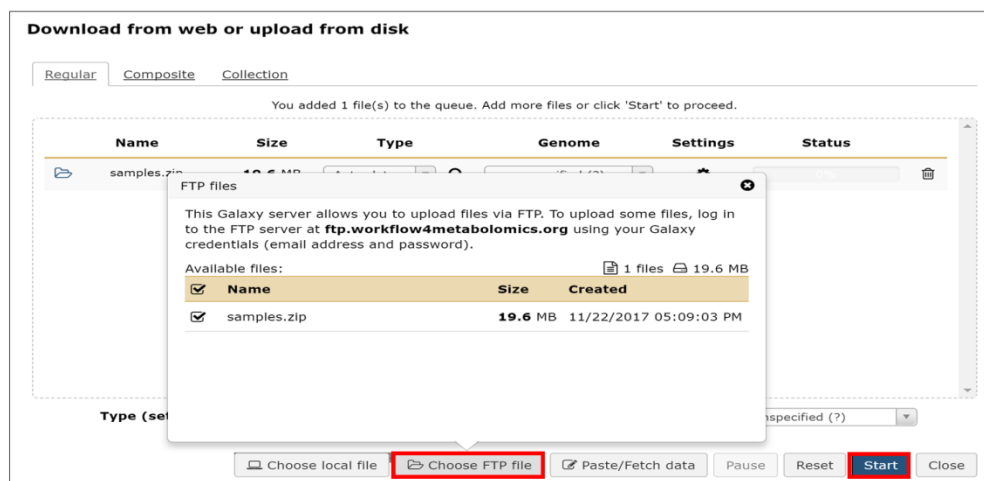 Download from web or upload from disk
Regular Composite Collection
You added 1 file(s) to the queue. Add more files or click 'Start' to proceed.
Name Size Type Genome Settings Status
samples.zip 19.6 MB
FTP files
This Galaxy server allows you to upload files via FTP. To upload some files, log in
to the FTP server at ftp.workflow4metabolomics.org using your Galaxy
credentials (email address and password).
Available files: 1 files 19.6 MB
Name Size Created
samples.zip 19.6 MB 11/22/2017 05:09:03 PM
Type (set nspecified (?)
Choose local file Choose FTP file Paste/Fetch data Pause Reset Start Close